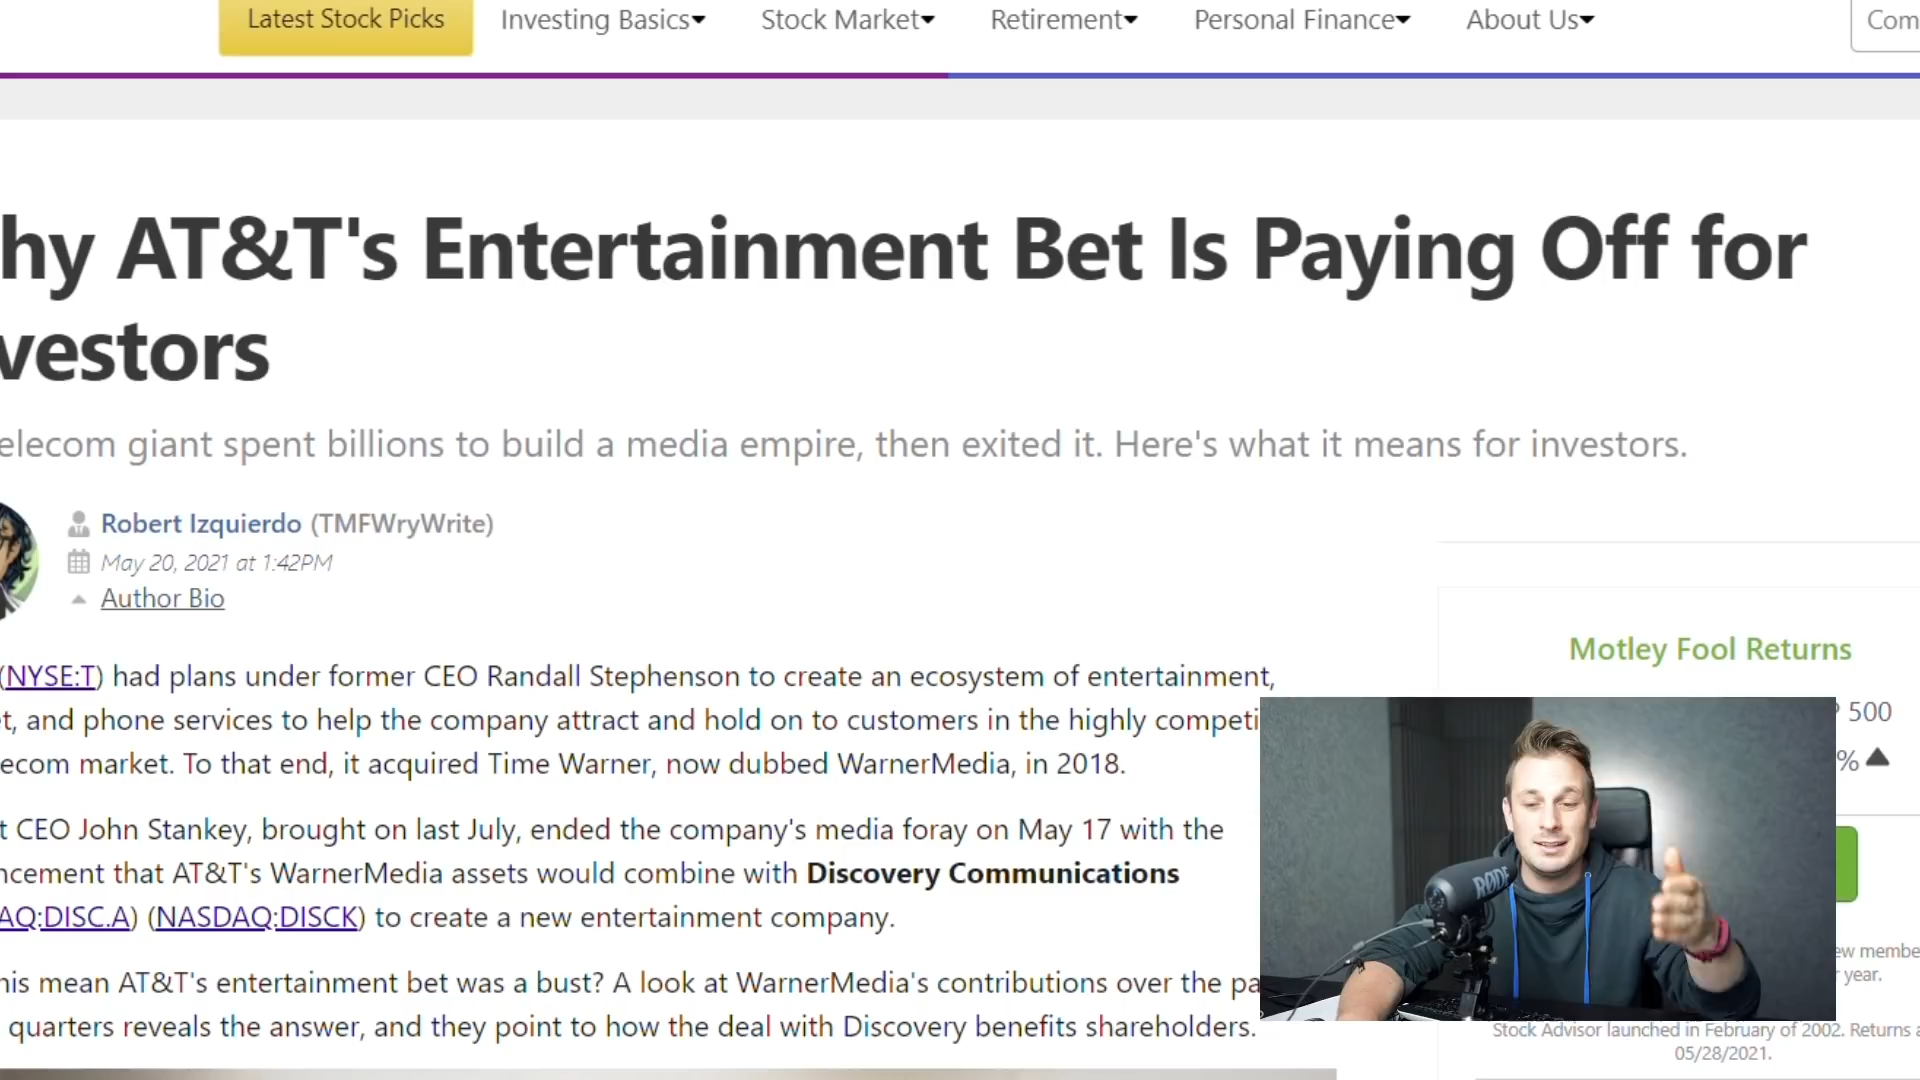 Latest Stock Picks Investing Basics Stock Market Retirement Personal Finance About Us Com
hy AT&T's Entertainment Bet Is Paying Off for
vestors
elecom giant spent billions to build a media empire, then exited it. Here's what it means for investors.
Robert Izquierdo (TMFWryWrite)
May 20, 2021 at 1:42PM
Author Bio
(NYSE:T) had plans under former CEO Randall Stephenson to create an ecosystem of entertainment,
et, and phone services to help the company attract and hold on to customers in the highly competi
ecom market. To that end, it acquired Time Warner, now dubbed WarnerMedia, in 2018.
t CEO John Stankey, brought on last July, ended the company's media foray on May 17 with the
ncement that AT&T's WarnerMedia assets would combine with Discovery Communications
AQ:DISC.A) (NASDAQ:DISCK) to create a new entertainment company.
his mean AT&T's entertainment bet was a bust? A look at WarnerMedia's contributions over the pa
quarters reveals the answer, and they point to how the deal with Discovery benefits shareholders.
Motley Fool Returns
500
%
RØDE
ew membe
r year.
Stock Advisor launched in February of 2002. Returns a
05/28/2021.